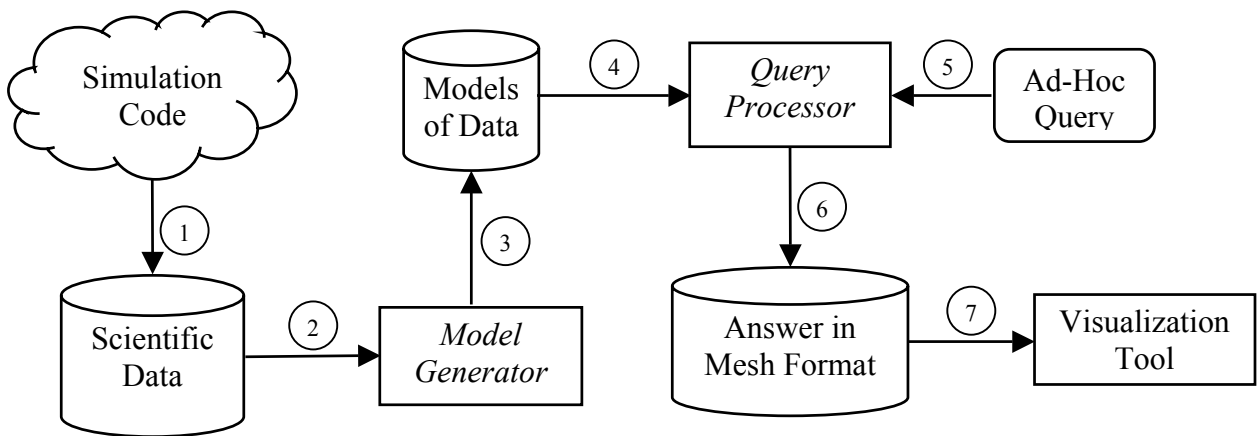 Simulation
Code
1
Scientific
Data
2
Model
Generator
3
Models
of Data
4
Query
Processor
5
Ad-Hoc
Query
6
Answer in
Mesh Format
7
Visualization
Tool